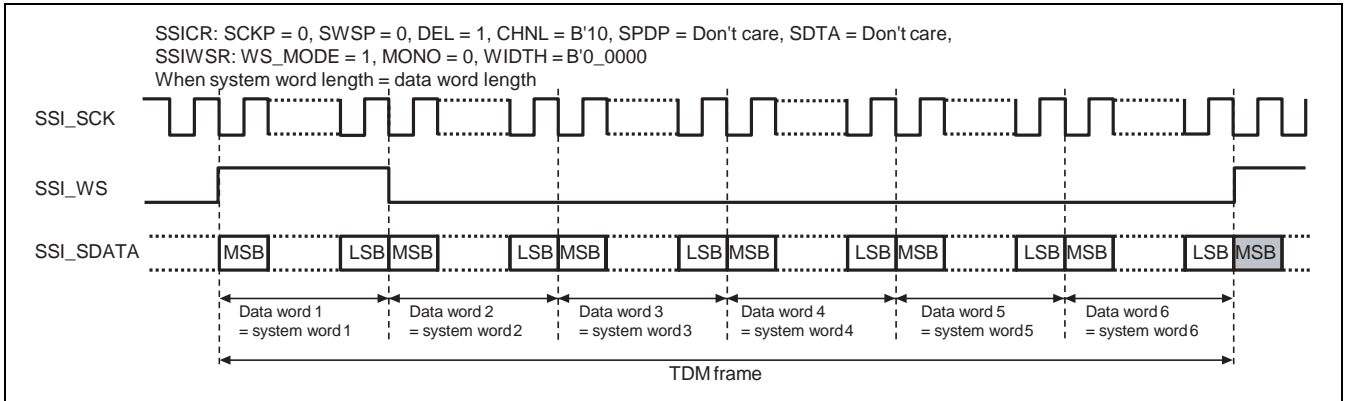 SSICR: SCKP = 0, SWSP = 0, DEL = 1, CHNL = B'10, SPDP = Don't care, SDTA = Don't care,
SSIWSR: WS_MODE = 1, MONO = 0, WIDTH = B'0_0000
When system word length = data word length
SSI_SCK
SSI_WS
SSI_SDATA
MSB LSB MSB LSB MSB LSB MSB LSB MSB LSB MSB LSB MSB
Data word 1 Data word 2 Data word 3 Data word 4 Data word 5 Data word 6
= system word 1 = system word 2 = system word 3 = system word 4 = system word 5 = system word 6
TDM frame